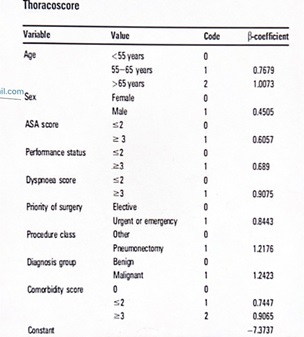 Thoracoscore
Variable Value Code β-coefficient
Age <55 years 0
55–65 years 1 0.7679
>65 years 2 1.0073
il.com
Sex Female 0
Male 1 0.4505
ASA score ≤2 0
≥ 3 1 0.6057
Performance status ≤2 0
≥3 1 0.689
Dyspnoea score ≤2 0
≥3 1 0.9075
Priority of surgery Elective 0
Urgent or emergency 1 0.8443
Procedure class Other 0
Pneumonectomy 1 1.2176
Diagnosis group Benign 0
Malignant 1 1.2423
Comorbidity score 0 0
≤2 1 0.7447
≥3 2 0.9065
Constant −7.3737